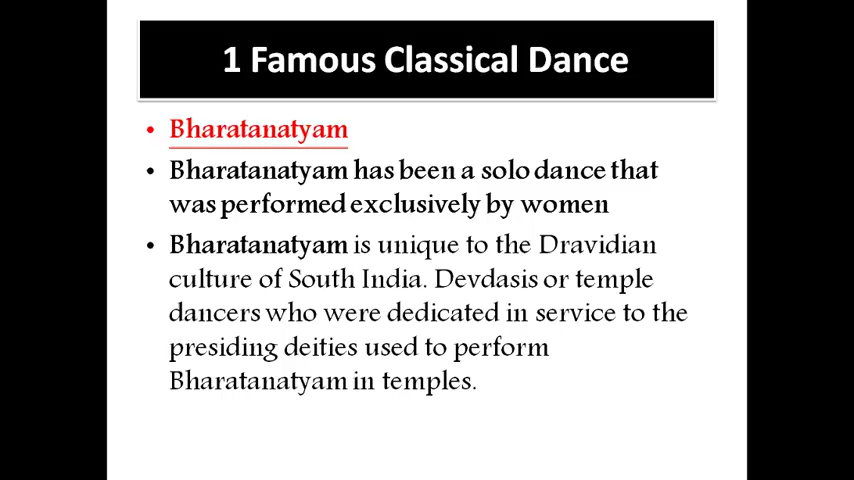 1 Famous Classical Dance
• Bharatanatyam
• Bharatanatyam has been a solo dance that
was performed exclusively by women
• Bharatanatyam is unique to the Dravidian
culture of South India. Devdasis or temple
dancers who were dedicated in service to the
presiding deities used to perform
Bharatanatyam in temples.